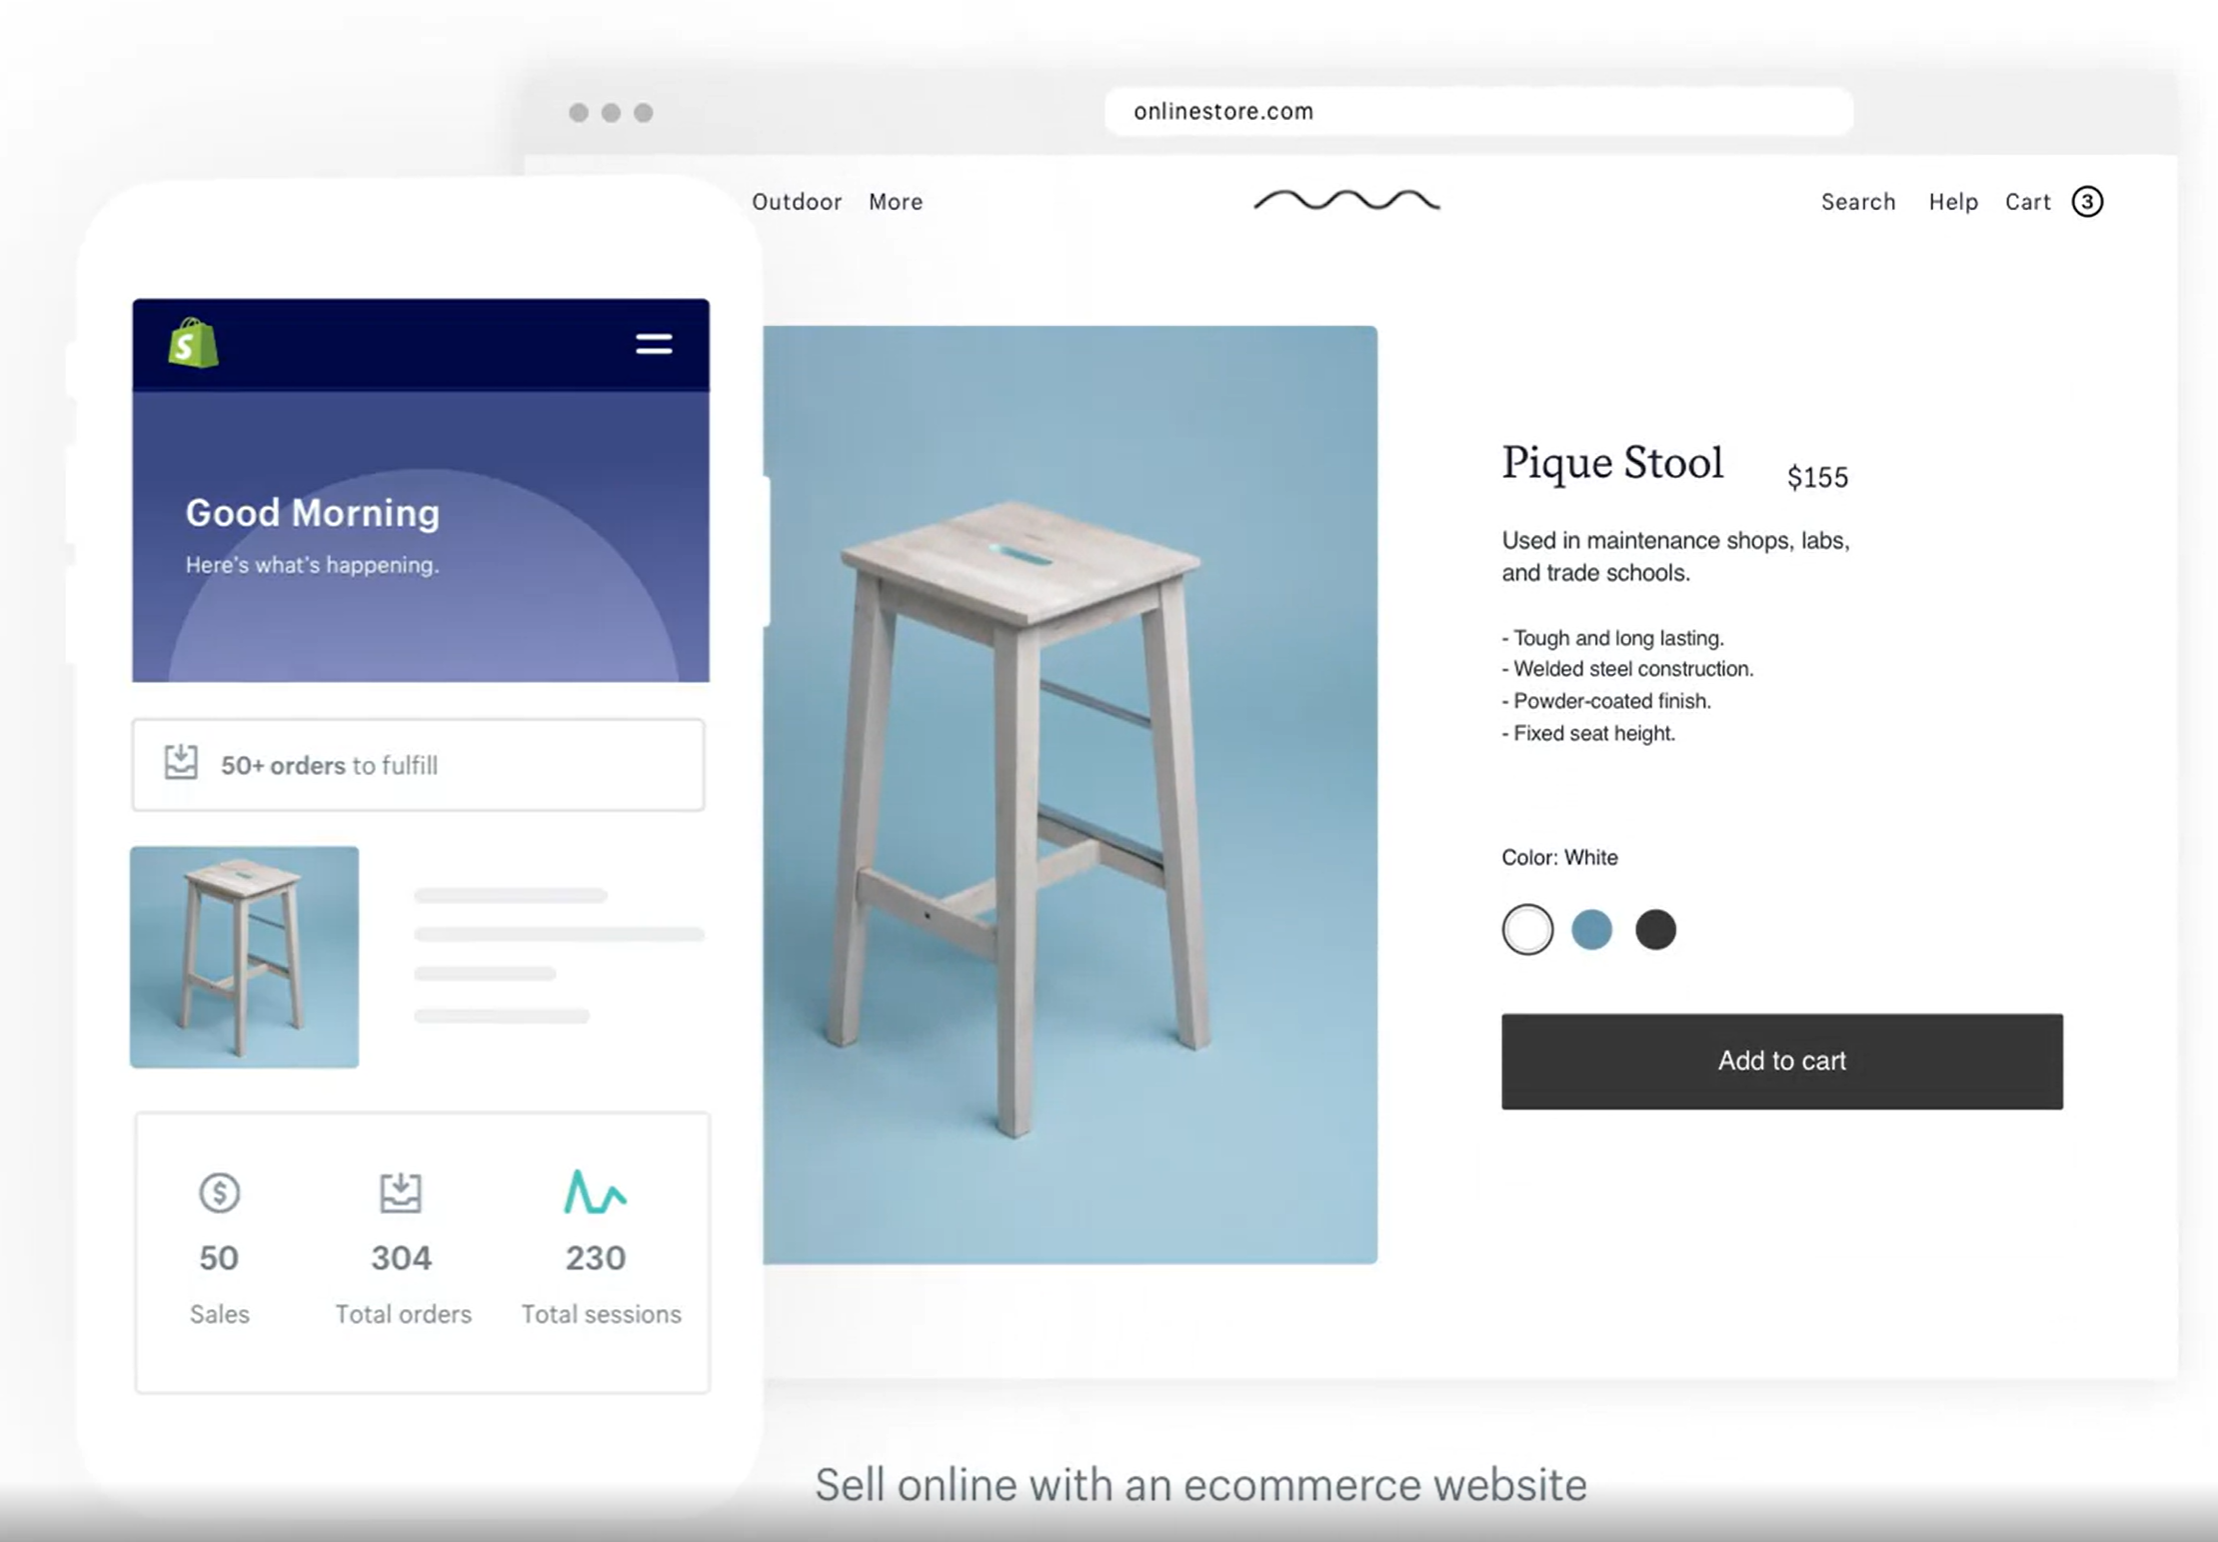 onlinestore.com
Outdoor More
Search Help Cart 3
S
Good Morning
Here's what's happening.
50+ orders to fulfill
$
50
Sales
304
Total orders
230
Total sessions
Pique Stool $155
Used in maintenance shops, labs,
and trade schools.
- Tough and long lasting.
- Welded steel construction.
- Powder-coated finish.
- Fixed seat height.
Color: White
Add to cart
Sell online with an ecommerce website